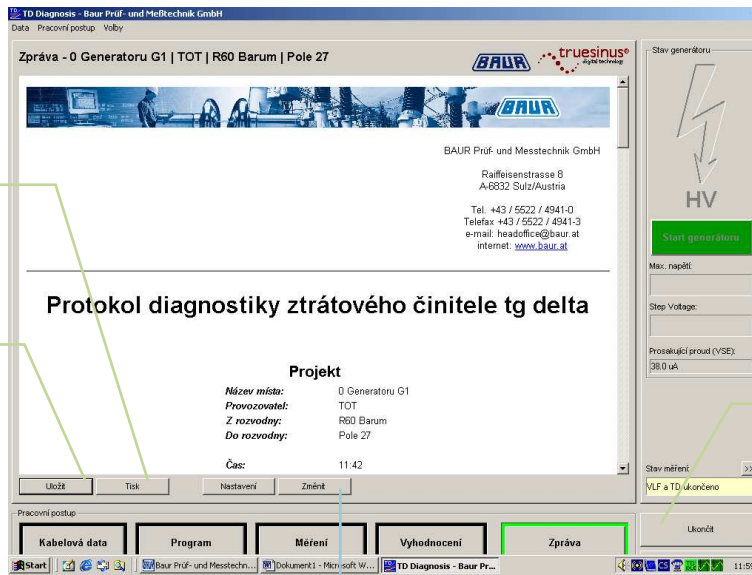 TD Diagnosis - Baur Prüf- und Meßtechnik GmbH
Data Pracovní postup Volby
Zpráva - 0 Generatoru G1 | TOT | R60 Barum | Pole 27
BAUR
truesinus®
digital technology
BAUR
BAUR Prüf- und Messtechnik GmbH
Raiffeisenstrasse 8
A-6832 Sulz/Austria
Tel. +43 / 5522 / 4941-0
Telefax +43 / 5522 / 4941-3
e-mail: headoffice@baur.at
internet: www.baur.at
Protokol diagnostiky ztrátového činitele tg delta
Projekt
Název místa: 0 Generatoru G1
Provozovatel: TOT
Z rozvodny: R60 Barum
Do rozvodny: Pole 27
Čas: 11:42
Uložit Tisk Nastavení Změnit
Stav generátoru
HV
Start generátoru
Max. napětí:
Step Voltage:
Prosakující proud (VSE):
38.0 uA
Stav měření: >>
VLF a TD ukončeno
Pracovní postup
Kabelová data Program Měření Vyhodnocení Zpráva
Ukončit
Start Baur Prüf- und Messtechn... Dokument1 - Microsoft W... TD Diagnosis - Baur Pr... CS